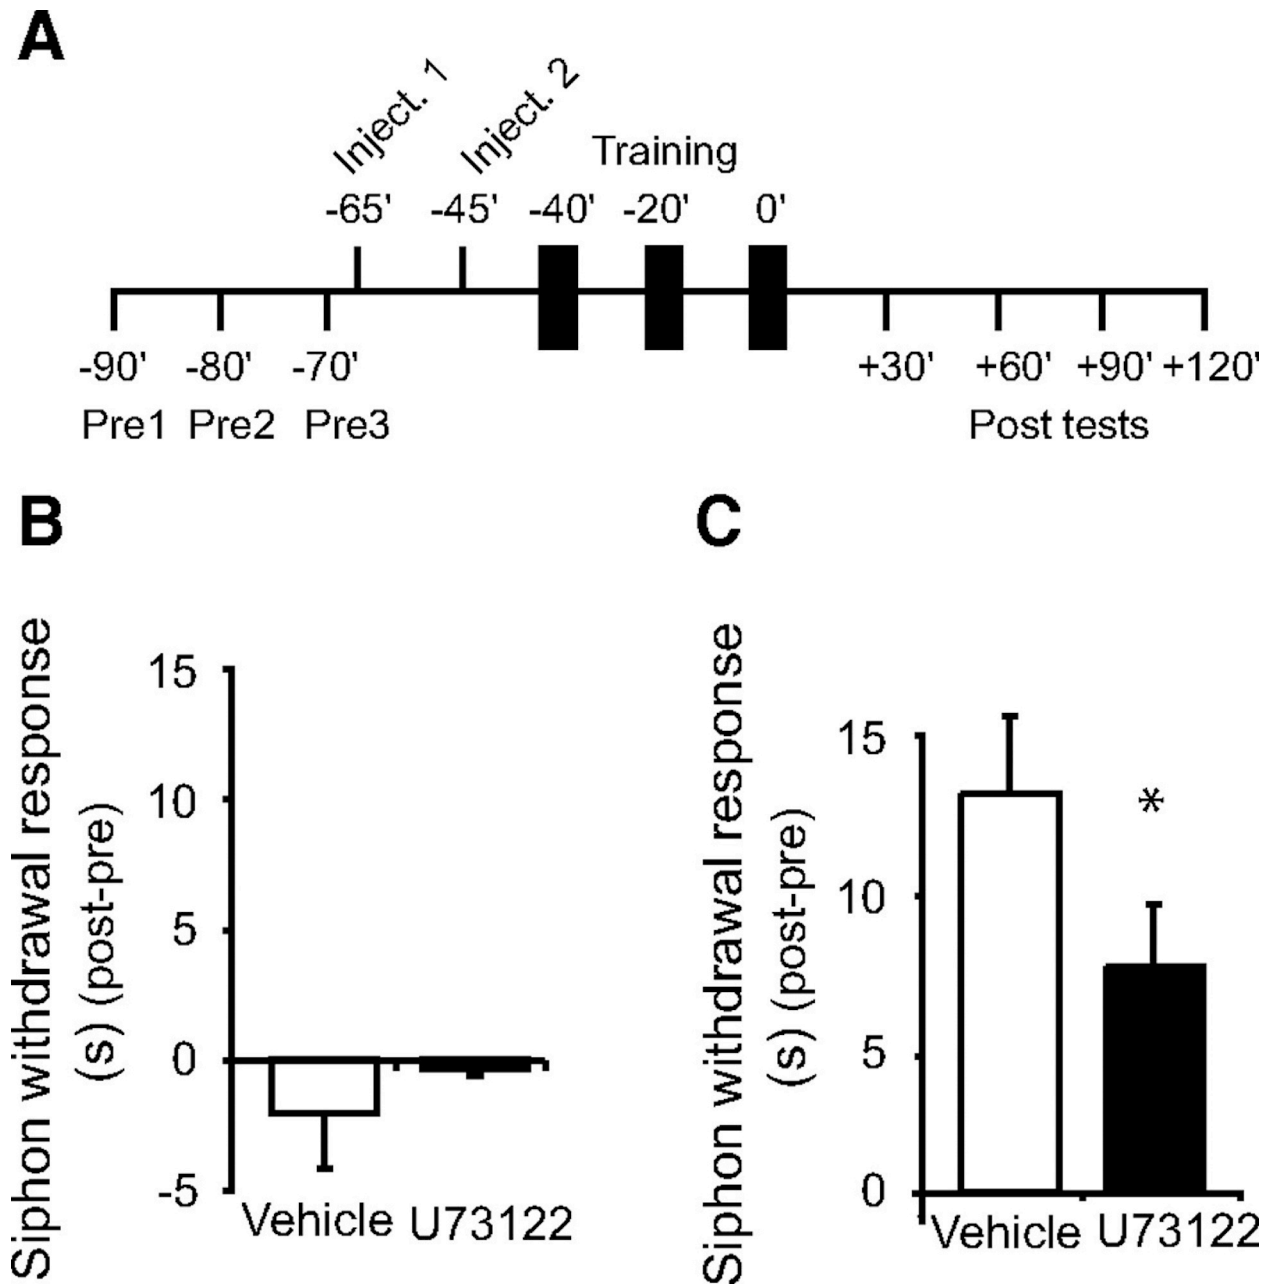 A
Inject. 1 Inject. 2 Training
-65' -45' -40' -20' 0'
-90' -80' -70' +30' +60' +90' +120'
Pre1 Pre2 Pre3 Post tests
B
Siphon withdrawal response
(s) (post-pre)
15
10
5
0
-5
Vehicle U73122
C
Siphon withdrawal response
(s) (post-pre)
15
10
5
0
*
Vehicle U73122